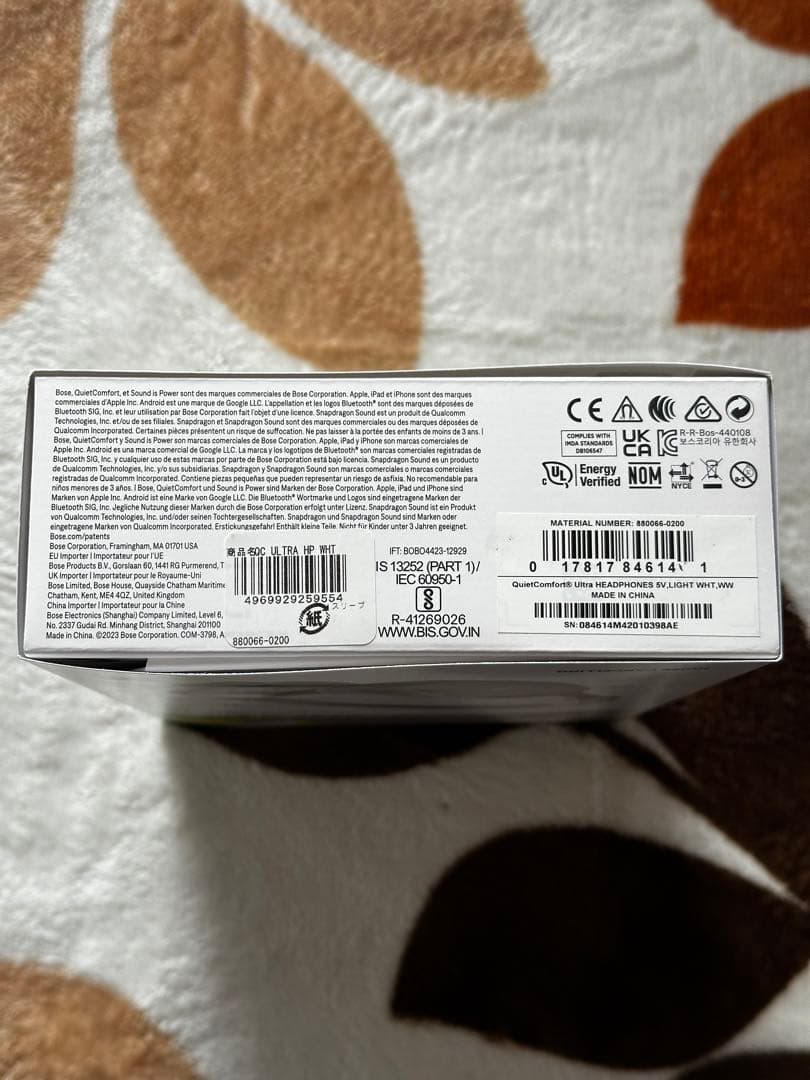 Bose, QuietComfort, et Sound is Power sont des marques commerciales de Bose Corporation. Apple, iPad et iPhone sont des marques
commerciales d'Apple Inc. Android est une marque de Google LLC. L'appellation et les logos Bluetooth® sont des marques déposées de
Bluetooth SIG, Inc. et leur utilisation par Bose Corporation fait l'objet d'une licence. Snapdragon Sound est un produit de Qualcomm
Technologies, Inc. et/ou de ses filiales. Snapdragon et Snapdragon Sound sont des marques commerciales ou des marques déposées de
Qualcomm Incorporated. Certaines pièces présentent un risque de suffocation. Ne pas laisser à la portée des enfants de moins de 3 ans. |
Bose, QuietComfort y Sound is Power son marcas comerciales de Bose Corporation. Apple, iPad y iPhone son marcas comerciales de
Apple Inc. Android es una marca comercial de Google LLC. La marca y los logotipos de Bluetooth® son marcas comerciales registradas de
Bluetooth SIG, Inc. y cualquier uso de estas marcas por parte de Bose Corporation está bajo licencia. Snapdragon Sound es un producto de
Qualcomm Technologies, Inc. y/o sus subsidiarias. Snapdragon y Snapdragon Sound son marcas comerciales o marcas comerciales
registradas de Qualcomm Incorporated. Contiene piezas pequeñas que pueden representar un riesgo de asfixia. No recomendable para
niños menores de 3 años. | Bose, QuietComfort und Sound is Power sind Marken der Bose Corporation. Apple, iPad und iPhone sind
Marken von Apple Inc. Android ist eine Marke von Google LLC. Die Bluetooth® Wortmarke und Logos sind eingetragene Marken der
Bluetooth SIG, Inc. Jegliche Nutzung dieser Marken durch die Bose Corporation erfolgt unter Lizenz. Snapdragon Sound ist ein Produkt
von Qualcomm Technologies, Inc. und/oder seinen Tochtergesellschaften. Snapdragon und Snapdragon Sound sind Marken oder
eingetragene Marken von Qualcomm Incorporated. Erstickungsgefahr! Enthält kleine Teile. Nicht für Kinder unter 3 Jahren geeignet.
Bose.com/patents
Bose Corporation, Framingham, MA 01701 USA
EU Importer | Importateur pour l'UE
Bose Products B.V., Gorslaan 60, 1441 RG Purmerend, T
UK Importer | Importateur le Royaume-Uni
Bose Limited, Bose House, Quayside Chatham Maritime
Chatham, Kent, ME4 4QZ, United Kingdom
China Importer | Importateur pour la Chine
Bose Electronics (Shanghai) Company Limited, Level 6,
No. 2337 Gudai Rd. Minhang District, Shanghai 201100
Made in China. ©2023 Bose Corporation. COM-3798, A
商品名QC ULTRA HP WHT
4969929259554
紙
スリーブ
880066-0200
IFT: BOBO4423-12929
IS 13252 (PART 1)/
IEC 60950-1
R-41269026
WWW.BIS.GOV.IN
CE
COMPLIES WITH
IMDA STANDARDS
DB106547
UK
CA
R-R-Bos-440108
보스코리아 유한회사
UL
Energy
Verified
NOM
NYCE
0-3
MATERIAL NUMBER: 880066-0200
0 17817 84614 1
QuietComfort® Ultra HEADPHONES 5V,LIGHT WHT,WW
MADE IN CHINA
SN:084614M42010398AE